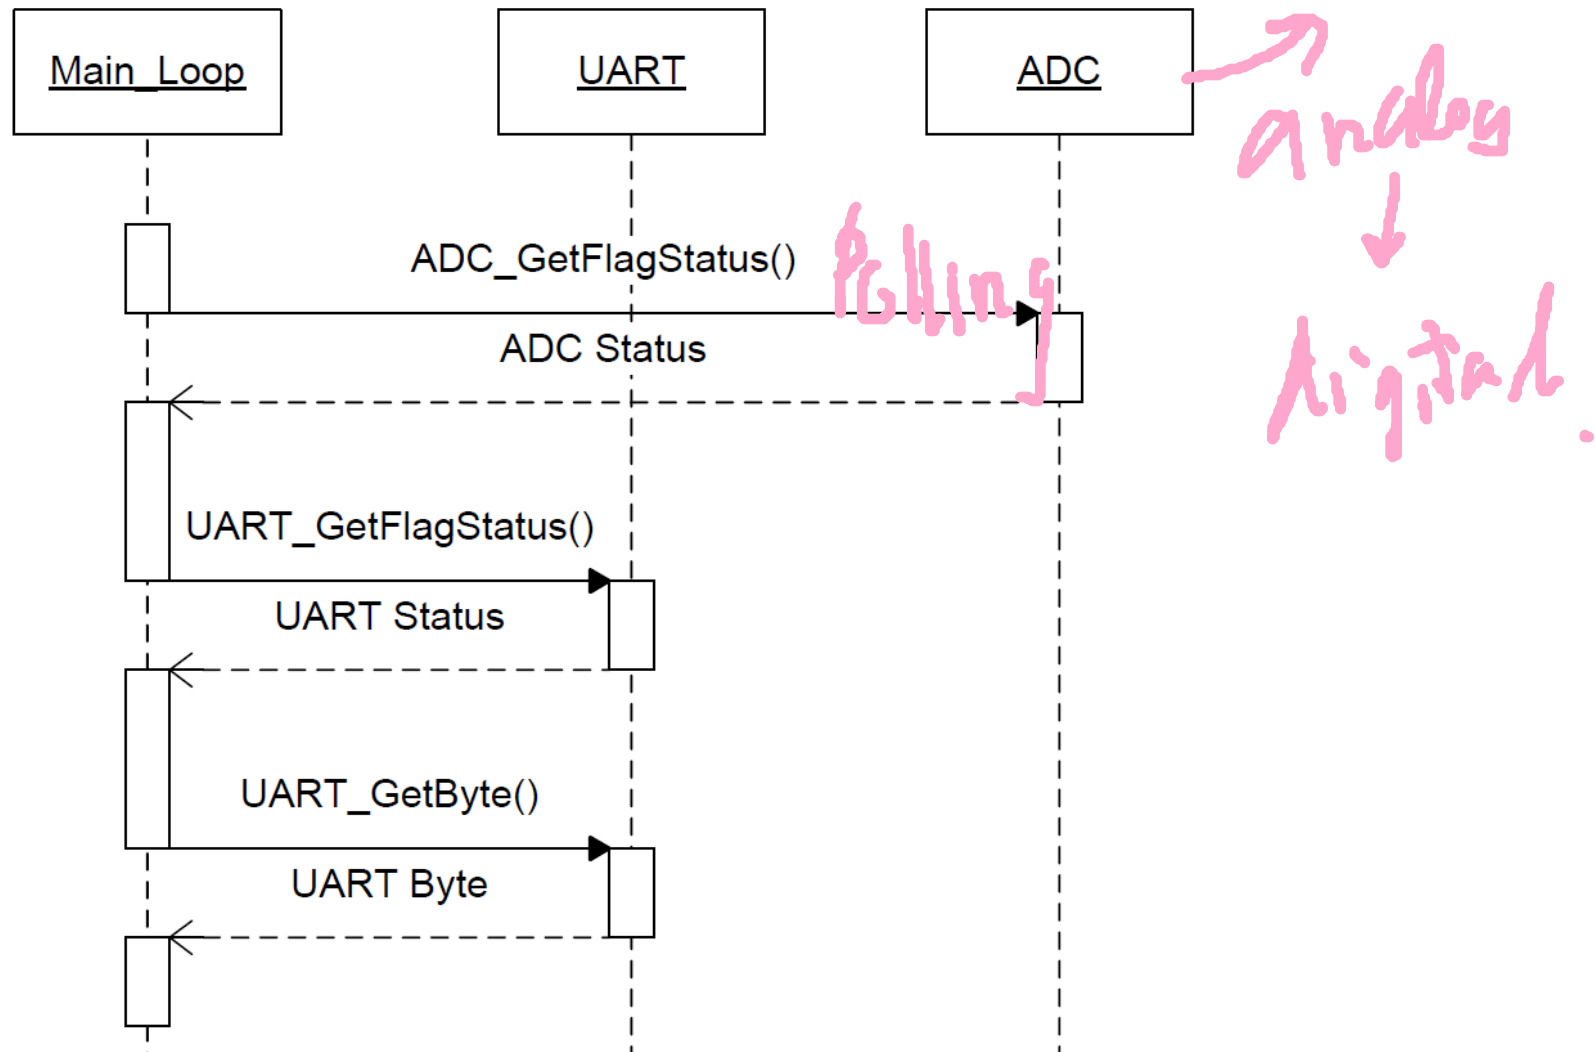 Main_Loop
UART
ADC
analog
digital.
ADC_GetFlagStatus()
Polling
ADC Status
UART_GetFlagStatus()
UART Status
UART_GetByte()
UART Byte